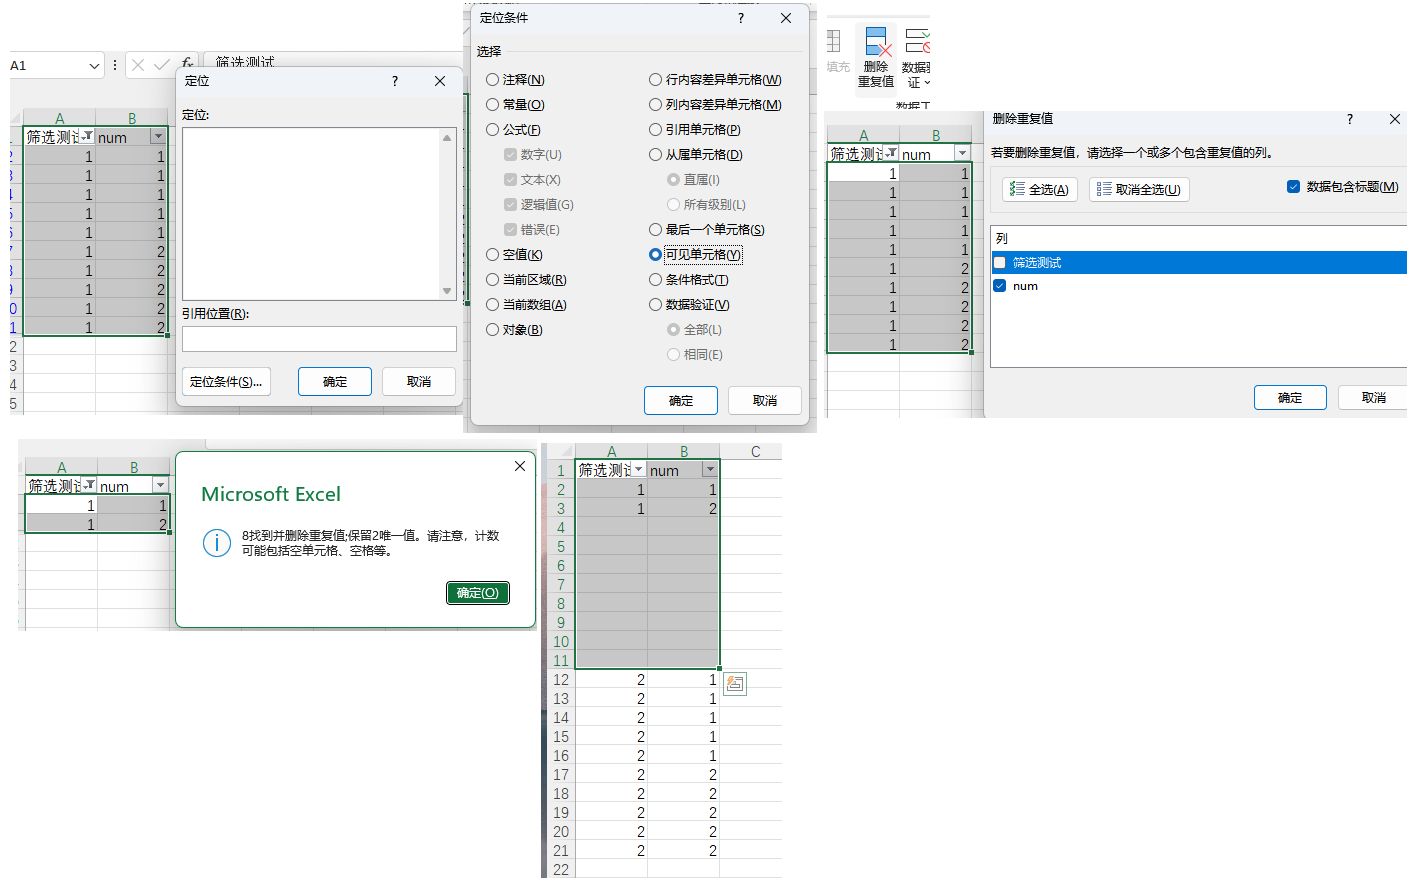 A1
筛选测试
A B
筛选测试 num
1 1
1 1
1 1
1 1
1 1
1 2
1 2
1 2
1 2
1 2
定位
?
定位:
引用位置(R):
定位条件(S)...
确定
取消
定位条件
?
选择
注释(N)
常量(O)
公式(F)
数字(U)
文本(X)
逻辑值(G)
错误(E)
空值(K)
当前区域(R)
当前数组(A)
对象(B)
行内容差异单元格(W)
列内容差异单元格(M)
引用单元格(P)
从属单元格(D)
直属(I)
所有级别(L)
最后一个单元格(S)
可见单元格(Y)
条件格式(T)
数据验证(V)
全部(L)
相同(E)
确定
取消
填充
删除
重复值
数据验
证
数据工
A B
筛选测试 num
1 1
1 1
1 1
1 1
1 1
1 2
1 2
1 2
1 2
1 2
删除重复值
?
若要删除重复值，请选择一个或多个包含重复值的列。
全选(A)
取消全选(U)
数据包含标题(M)
列
筛选测试
num
确定
取消
A B
筛选测试 num
1 1
1 2
Microsoft Excel
8找到并删除重复值;保留2唯一值。请注意，计数
可能包括空单元格、空格等。
确定(O)
A B C
1 筛选测试 num
2 1 1
3 1 2
4
5
6
7
8
9
10
11
12 2 1
13 2 1
14 2 1
15 2 1
16 2 1
17 2 2
18 2 2
19 2 2
20 2 2
21 2 2
22